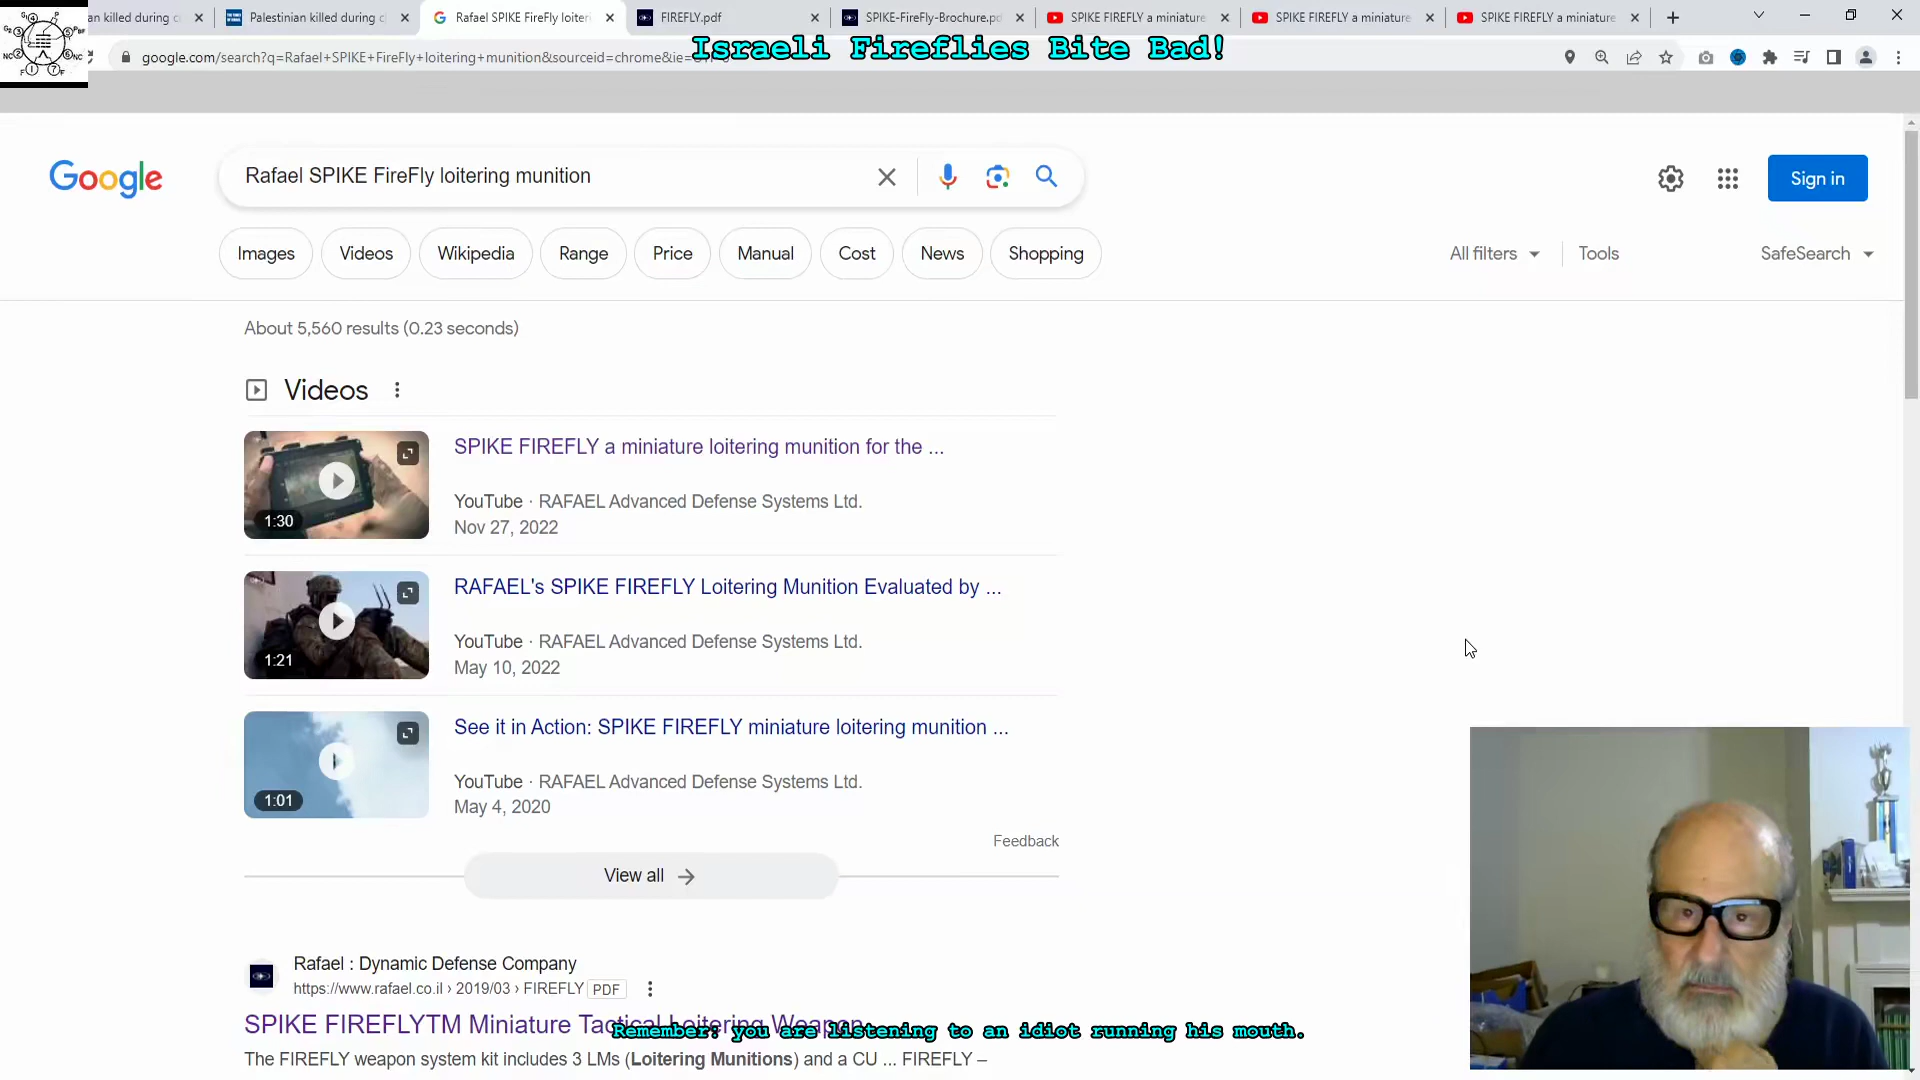 an killed during c
Palestinian killed during c
Rafael SPIKE FireFly loiteri
FIREFLY.pdf
SPIKE-FireFly-Brochure.pd
SPIKE FIREFLY a miniature
SPIKE FIREFLY a miniature
SPIKE FIREFLY a miniature
Israeli Fireflies Bite Bad!
google.com/search?q=Rafael+SPIKE+FireFly+loitering+munition&sourceid=chrome&ie=
Google
Rafael SPIKE FireFly loitering munition
Sign in
Images
Videos
Wikipedia
Range
Price
Manual
Cost
News
Shopping
All filters
Tools
SafeSearch
About 5,560 results (0.23 seconds)
Videos
SPIKE FIREFLY a miniature loitering munition for the ...
YouTube · RAFAEL Advanced Defense Systems Ltd.
Nov 27, 2022
1:30
RAFAEL's SPIKE FIREFLY Loitering Munition Evaluated by ...
YouTube · RAFAEL Advanced Defense Systems Ltd.
May 10, 2022
1:21
See it in Action: SPIKE FIREFLY miniature loitering munition ...
YouTube · RAFAEL Advanced Defense Systems Ltd.
May 4, 2020
1:01
Feedback
View all
Rafael : Dynamic Defense Company
https://www.rafael.co.il › 2019/03 › FIREFLY PDF
SPIKE FIREFLYTM Miniature Tactical Loitering Weapon
Remember: you are listening to an idiot running his mouth.
The FIREFLY weapon system kit includes 3 LMs (Loitering Munitions) and a CU ... FIREFLY –